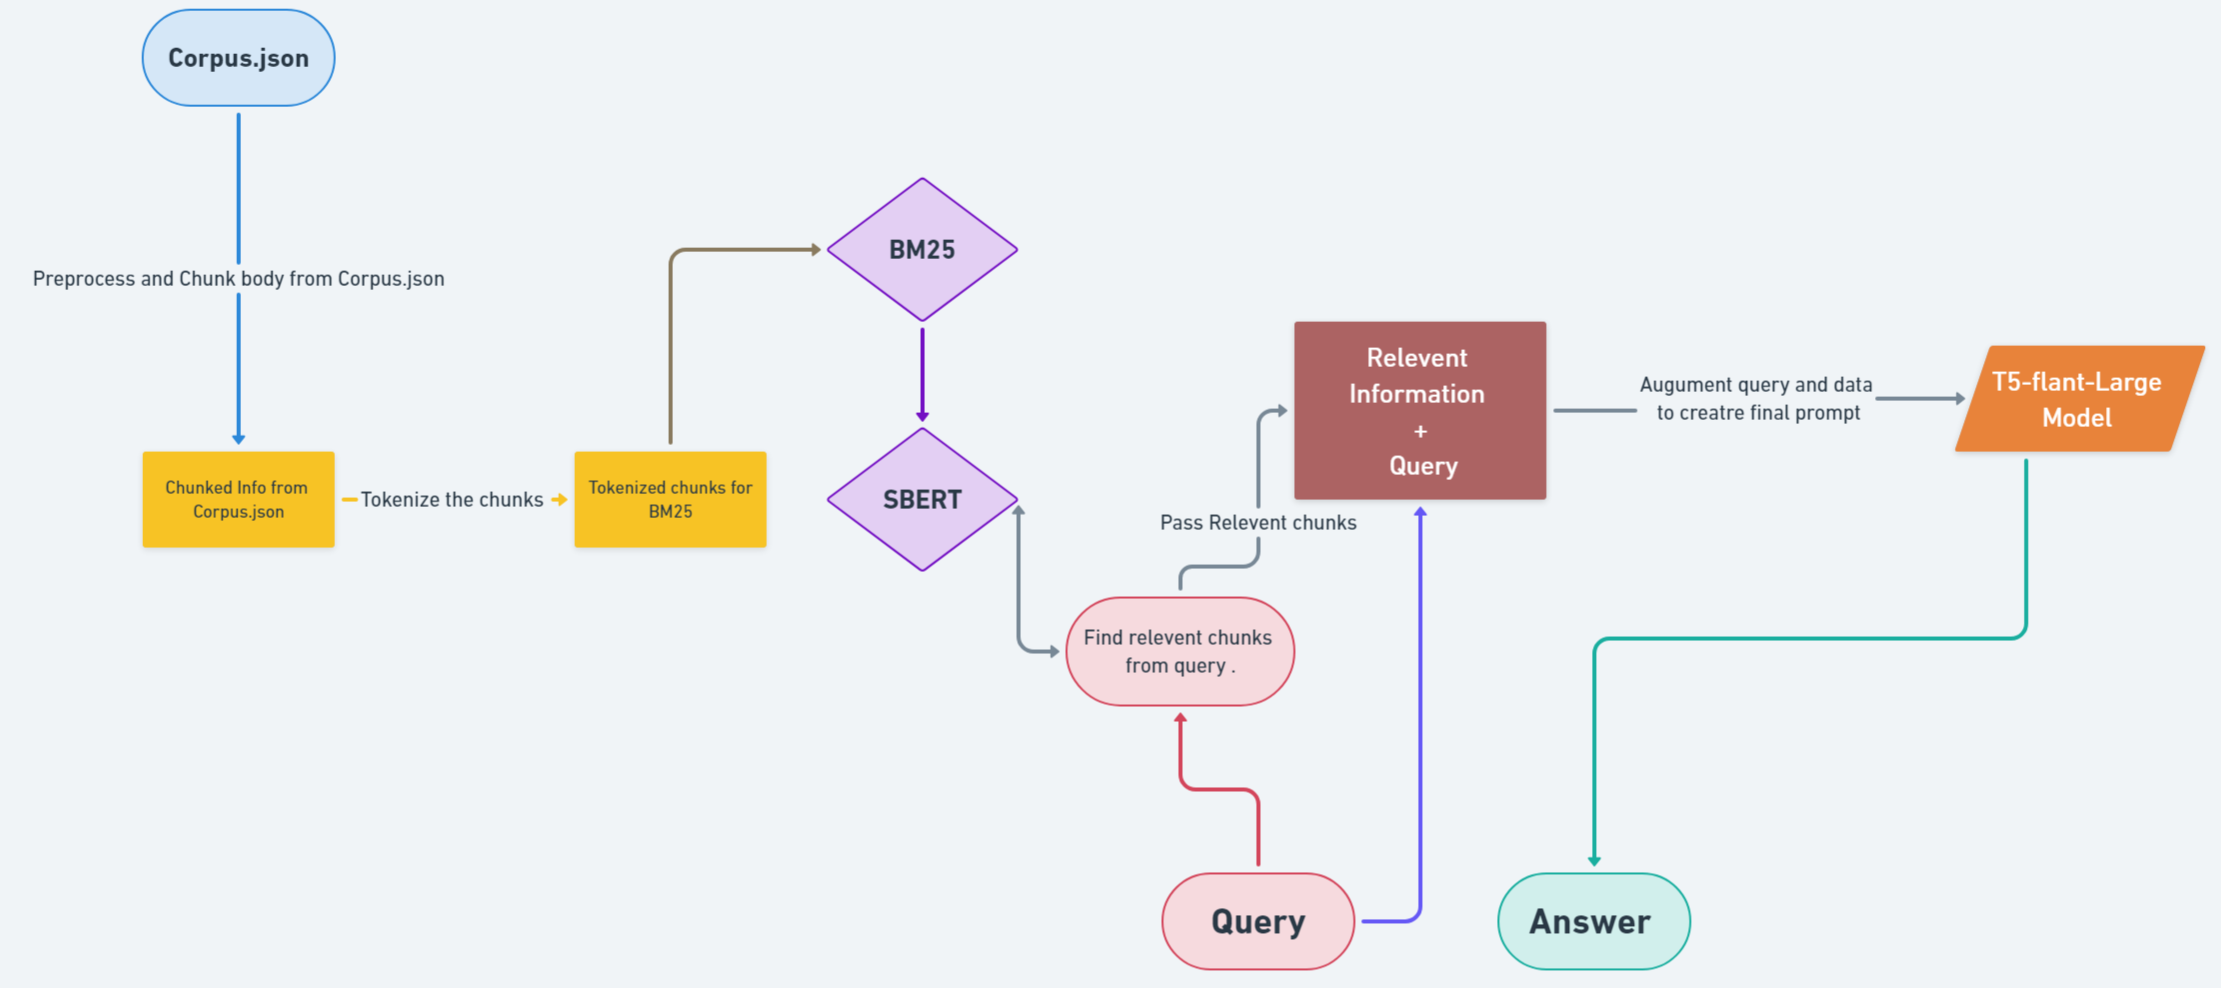 Corpus.json
Preprocess and Chunk body from Corpus.json
Chunked Info from
Corpus.json
Tokenize the chunks
Tokenized chunks for
BM25
BM25
SBERT
Find relevent chunks
from query .
Pass Relevent chunks
Relevent
Information
+
Query
Augument query and data
to creatre final prompt
T5-flant-Large
Model
Query
Answer